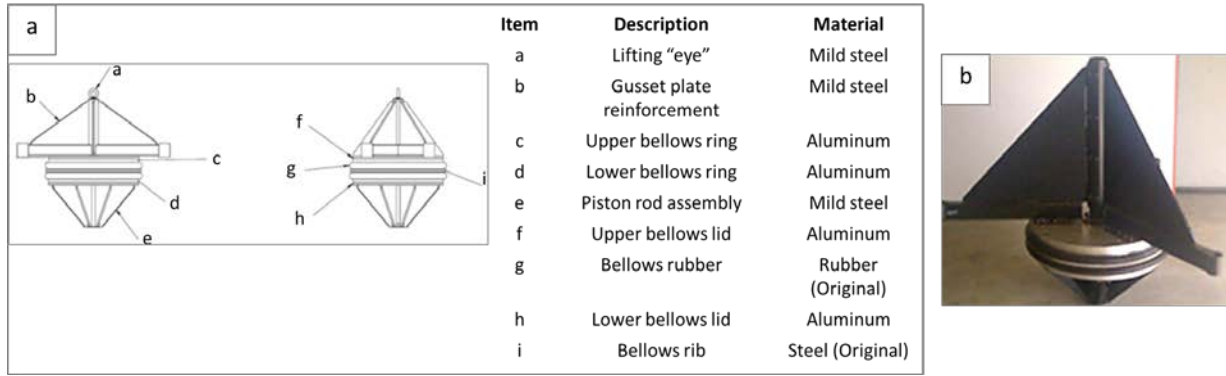 a
a
b
c
d
e
f
g
h
i
Item Description Material
a Lifting “eye” Mild steel
b Gusset plate Mild steel
reinforcement
c Upper bellows ring Aluminum
d Lower bellows ring Aluminum
e Piston rod assembly Mild steel
f Upper bellows lid Aluminum
g Bellows rubber Rubber
(Original)
h Lower bellows lid Aluminum
i Bellows rib Steel (Original)
b